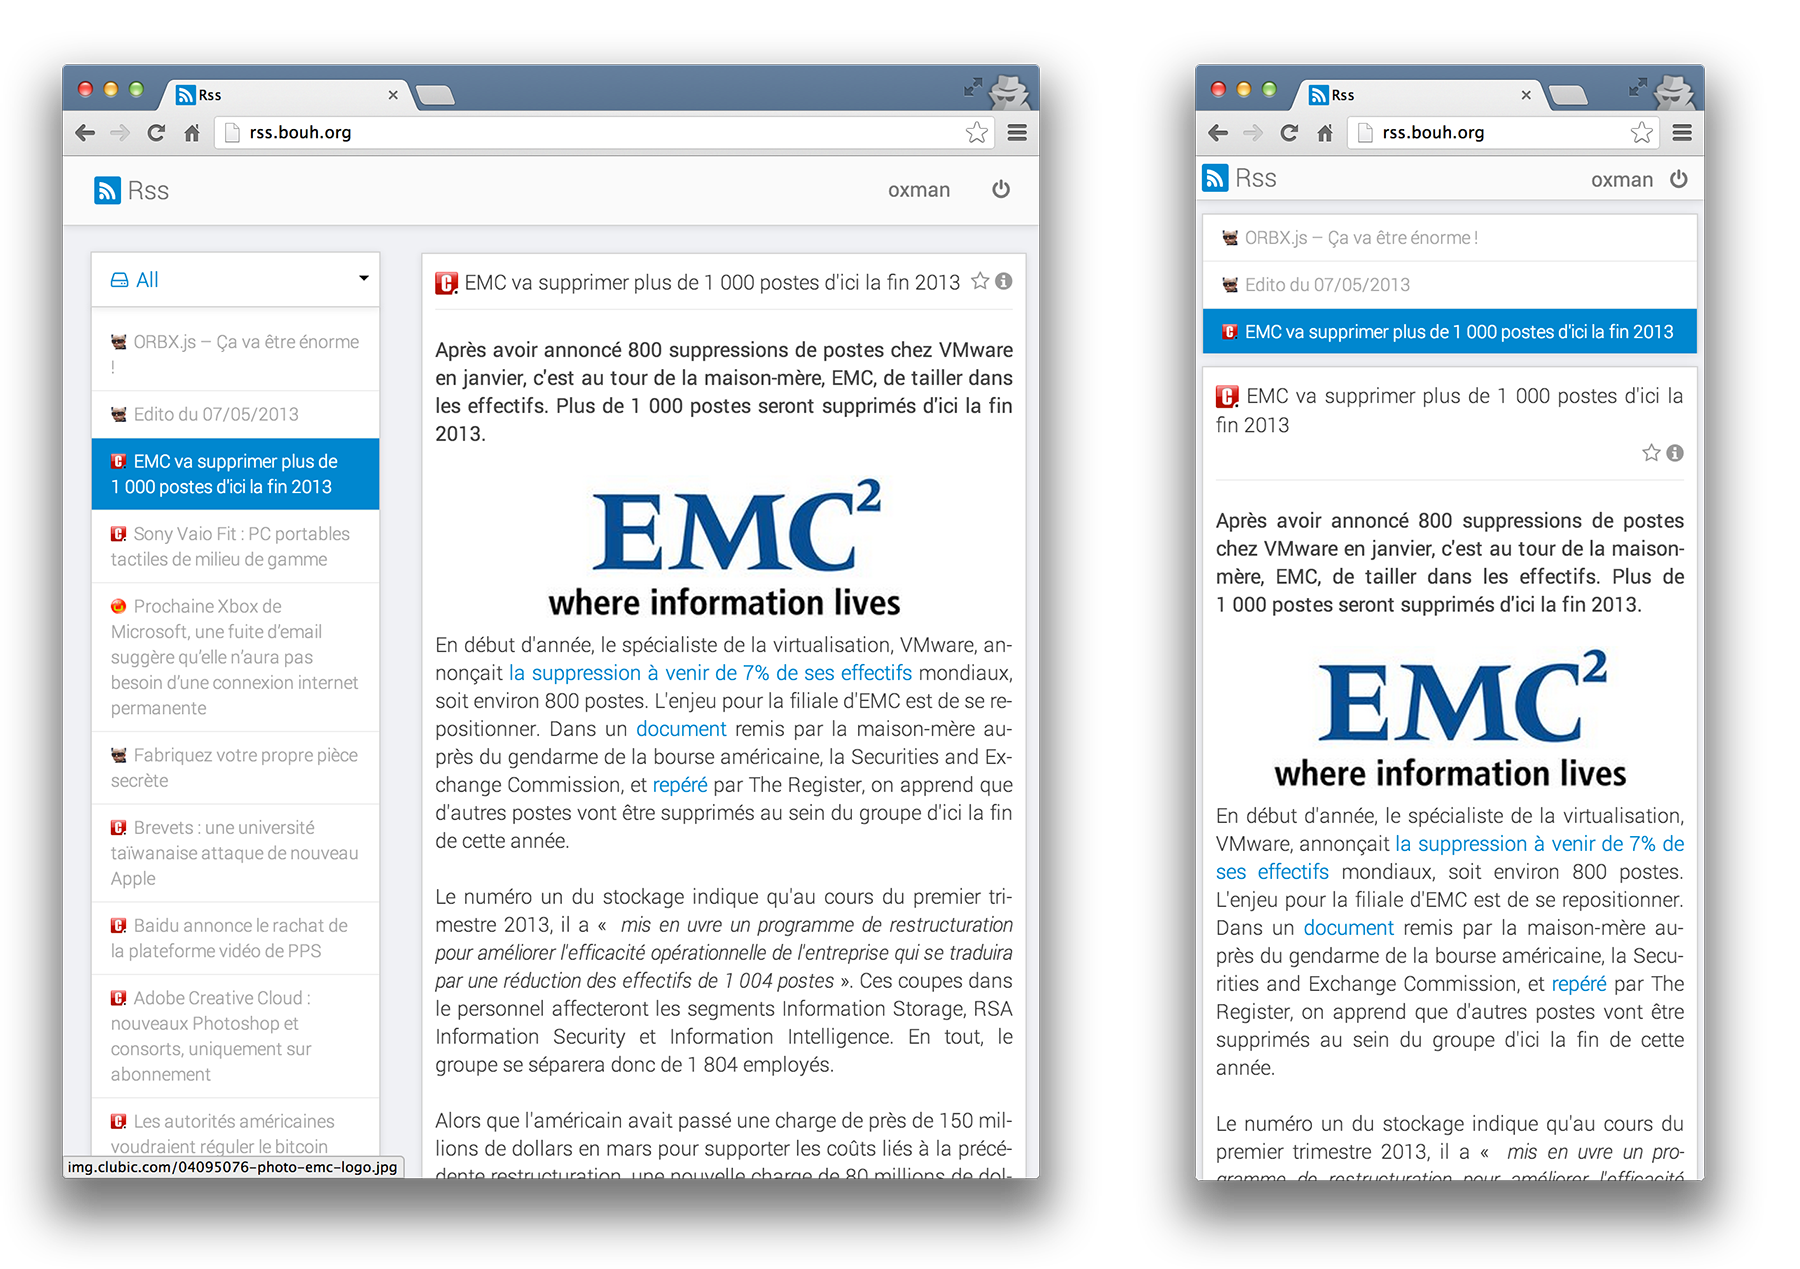 Rss
rss.bouh.org
Rss
oxman
All
ORBX.js – Ça va être énorme
!
Edito du 07/05/2013
EMC va supprimer plus de
1 000 postes d'ici la fin 2013
Sony Vaio Fit : PC portables
tactiles de milieu de gamme
Prochaine Xbox de
Microsoft, une fuite d’email
suggère qu’elle n’aura pas
besoin d’une connexion internet
permanente
Fabriquez votre propre pièce
secrète
Brevets : une université
taïwanaise attaque de nouveau
Apple
Baidu annonce le rachat de
la plateforme vidéo de PPS
Adobe Creative Cloud :
nouveaux Photoshop et
consorts, uniquement sur
abonnement
Les autorités américaines
voudraient réguler le bitcoin
img.clubic.com/04095076-photo-emc-logo.jpg
EMC va supprimer plus de 1 000 postes d'ici la fin 2013
Après avoir annoncé 800 suppressions de postes chez VMware
en janvier, c'est au tour de la maison-mère, EMC, de tailler dans
les effectifs. Plus de 1 000 postes seront supprimés d'ici la fin
2013.
EMC²
where information lives
En début d'année, le spécialiste de la virtualisation, VMware, an-
nonçait la suppression à venir de 7% de ses effectifs mondiaux,
soit environ 800 postes. L'enjeu pour la filiale d'EMC est de se re-
positionner. Dans un document remis par la maison-mère au-
près du gendarme de la bourse américaine, la Securities and Ex-
change Commission, et repéré par The Register, on apprend que
d'autres postes vont être supprimés au sein du groupe d'ici la fin
de cette année.
Le numéro un du stockage indique qu'au cours du premier tri-
mestre 2013, il a « mis en uvre un programme de restructuration
pour améliorer l'efficacité opérationnelle de l'entreprise qui se traduira
par une réduction des effectifs de 1 004 postes ». Ces coupes dans
le personnel affecteront les segments Information Storage, RSA
Information Security et Information Intelligence. En tout, le
groupe se séparera donc de 1 804 employés.
Alors que l'américain avait passé une charge de près de 150 mil-
lions de dollars en mars pour supporter les coûts liés à la précé-
dente restructuration, une nouvelle charge de 80 millions de dol-
Rss
rss.bouh.org
Rss
oxman
ORBX.js – Ça va être énorme !
Edito du 07/05/2013
EMC va supprimer plus de 1 000 postes d'ici la fin 2013
EMC va supprimer plus de 1 000 postes d'ici la
fin 2013
Après avoir annoncé 800 suppressions de postes
chez VMware en janvier, c'est au tour de la maison-
mère, EMC, de tailler dans les effectifs. Plus de
1 000 postes seront supprimés d'ici la fin 2013.
EMC²
where information lives
En début d'année, le spécialiste de la virtualisation,
VMware, annonçait la suppression à venir de 7% de
ses effectifs mondiaux, soit environ 800 postes.
L'enjeu pour la filiale d'EMC est de se repositionner.
Dans un document remis par la maison-mère au-
près du gendarme de la bourse américaine, la Secu-
rities and Exchange Commission, et repéré par The
Register, on apprend que d'autres postes vont être
supprimés au sein du groupe d'ici la fin de cette
année.
Le numéro un du stockage indique qu'au cours du
premier trimestre 2013, il a « mis en uvre un pro-
gramme de restructuration pour améliorer l'efficacité